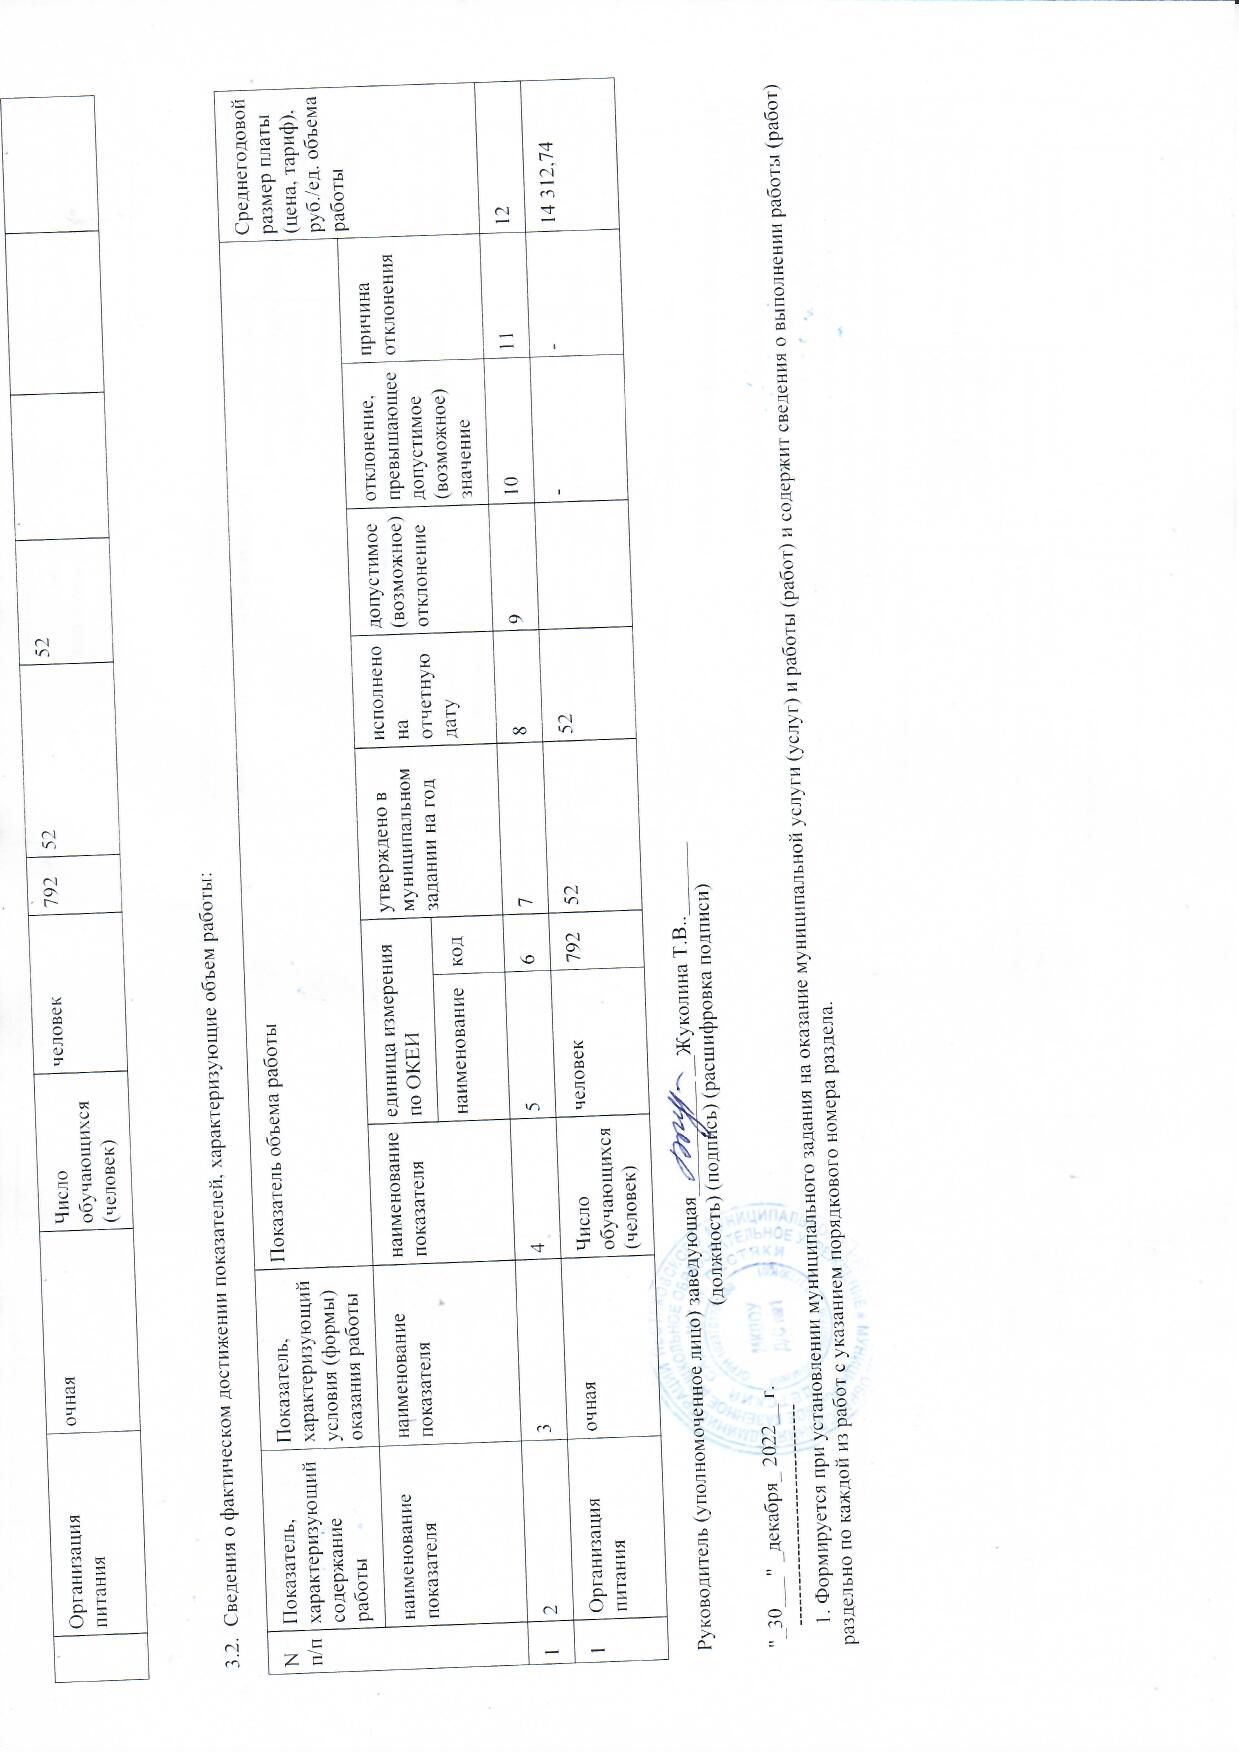 Организация
питания
очная
Число
обучающихся
(человек)
человек
792
52
52
3.2. Сведения о фактическом достижении показателей, характеризующие объем работы:
N
п/п
Показатель,
характеризующий
содержание
работы
Показатель,
характеризующий
условия (формы)
оказания работы
Показатель объема работы
Среднегодовой
размер платы
(цена, тариф),
руб./ед. объема
работы
наименование
показателя
наименование
показателя
наименование
показателя
единица измерения
по ОКЕИ
утверждено в
муниципальном
задании на год
исполнено
на
отчетную
дату
допустимое
(возможное)
отклонение
отклонение,
превышающее
допустимое
(возможное)
значение
причина
отклонения
наименование
код
1
2
3
4
5
6
7
8
9
10
11
12
1
Организация
питания
очная
Число
обучающихся
(человек)
человек
792
52
52
-
-
14 312,74
Руководитель (уполномоченное лицо) заведующая ____________ Жуколина Т.В..________
(должность) (подпись) (расшифровка подписи)
"_30___"_декабря_ 2022__ г.
--------------------------------
1. Формируется при установлении муниципального задания на оказание муниципальной услуги (услуг) и работы (работ) и содержит сведения о выполнении работы (работ)
раздельно по каждой из работ с указанием порядкового номера раздела.